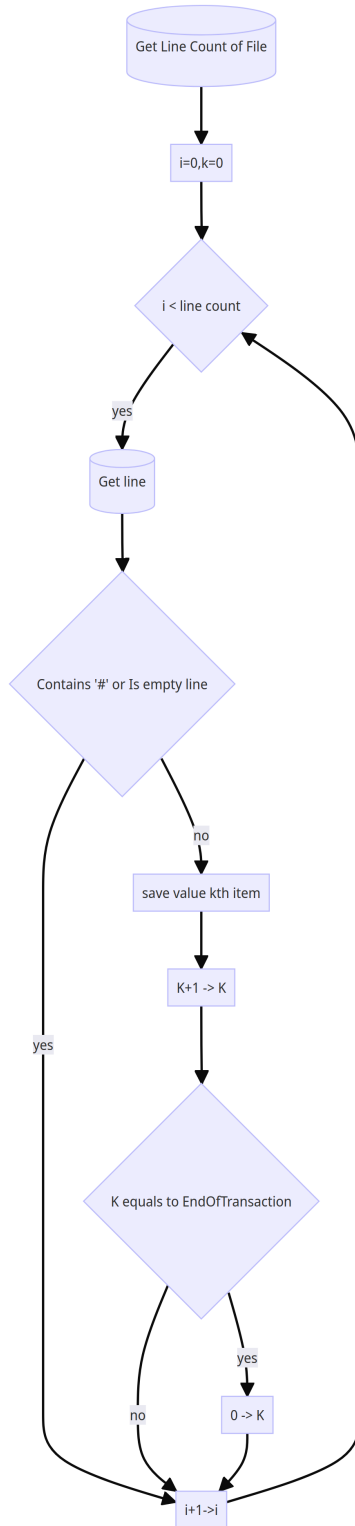 Get Line Count of File
i=0,k=0
i < line count
yes
Get line
Contains '#' or Is empty line
no
save value kth item
K+1 -> K
yes
K equals to EndOfTransaction
yes
no
0 -> K
i+1->i